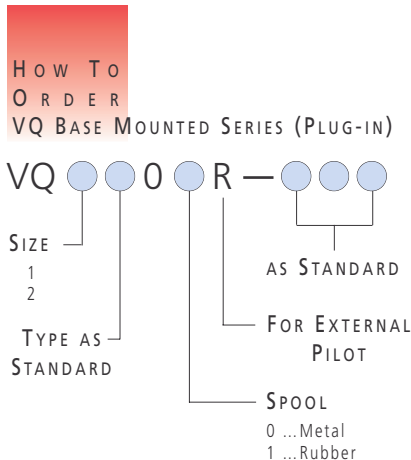 HOW TO
ORDER
VQ BASE MOUNTED SERIES (PLUG-IN)
VQ 0 R —
SIZE
1
2
TYPE AS
STANDARD
AS STANDARD
FOR EXTERNAL
PILOT
SPOOL
0 ...Metal
1 ...Rubber